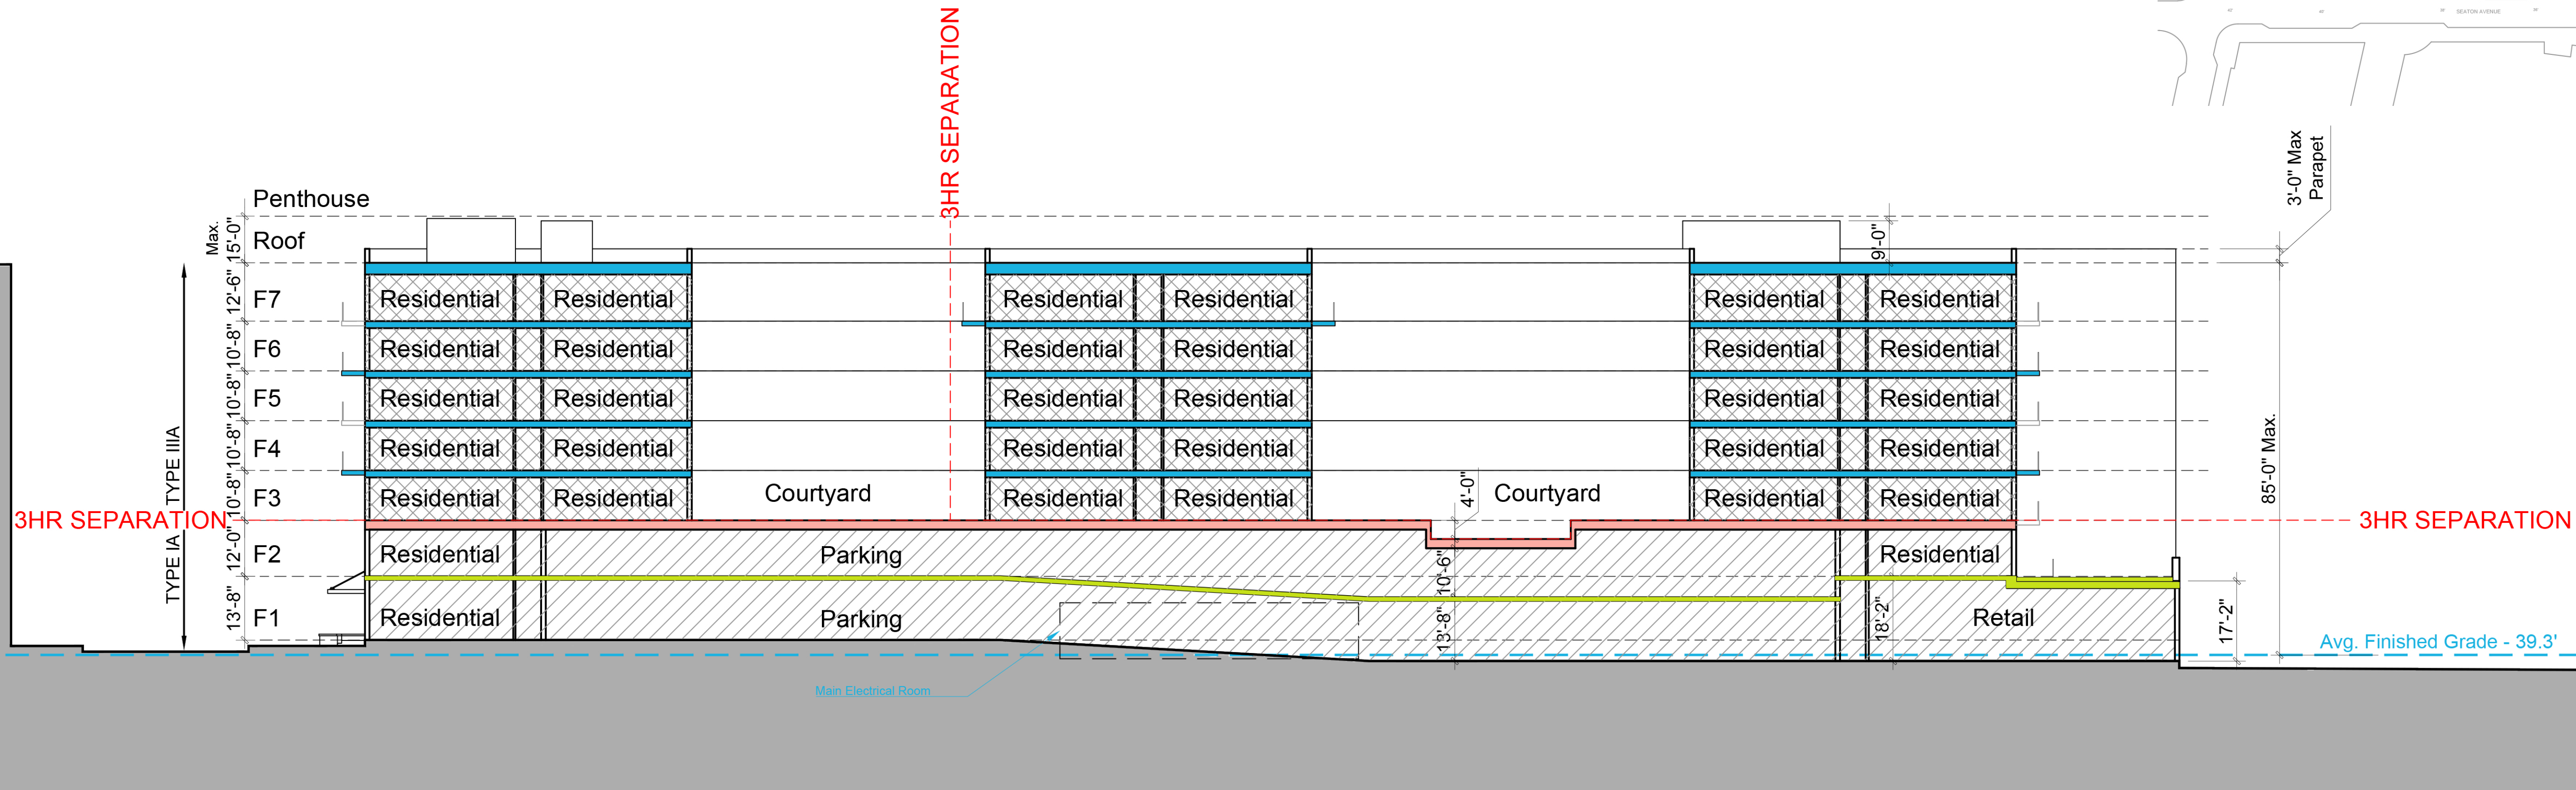 SEATON AVENUE
3HR SEPARATION
3'-0" Max
Parapet
Penthouse
Max.
15'-0"
Roof
9'-0"
12'-6"
F7
Residential
Residential
Residential
Residential
Residential
Residential
10'-8"
F6
Residential
Residential
Residential
Residential
Residential
Residential
10'-8"
F5
Residential
Residential
Residential
Residential
Residential
Residential
85'-0" Max.
10'-8"
F4
Residential
Residential
Residential
Residential
Residential
Residential
TYPE IIIA
10'-8"
F3
Residential
Residential
Courtyard
Residential
Residential
4'-0"
Courtyard
Residential
Residential
3HR SEPARATION
3HR SEPARATION
TYPE IA
12'-0"
F2
Residential
Parking
10'-6"
Residential
13'-8"
F1
Residential
Parking
13'-8"
18'-2"
Retail
17'-2"
Avg. Finished Grade - 39.3'
Main Electrical Room